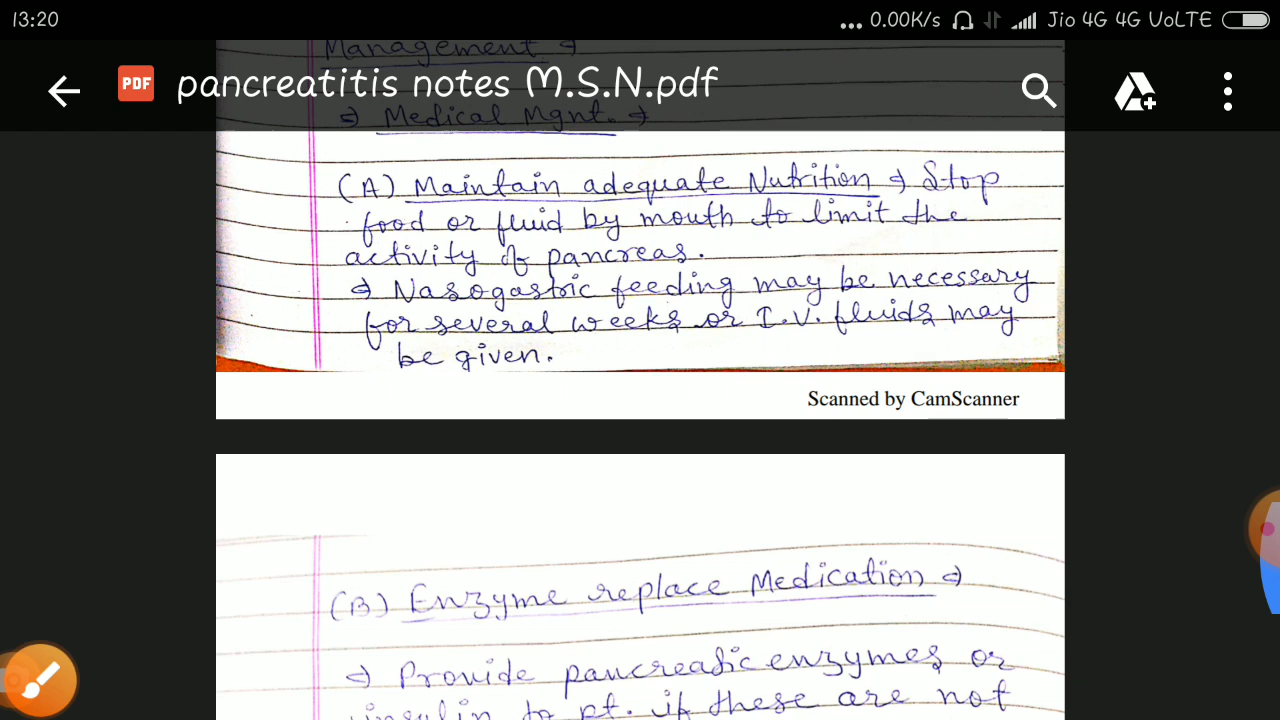 13:20
... 0.00K/s Jio 4G 4G VoLTE
Management →
PDF pancreatitis notes M.S.N.pdf
→ Medical Mgnt. →
(A) Maintain adequate Nutrition → Stop
food or fluid by mouth to limit the
activity of pancreas.
→ Nasogastric feeding may be necessary
for several weeks or I.V. fluids may
be given.
Scanned by CamScanner
(B) Enzyme replace Medication →
→ Provide pancreatic enzymes or
insulin to pt. if these are not